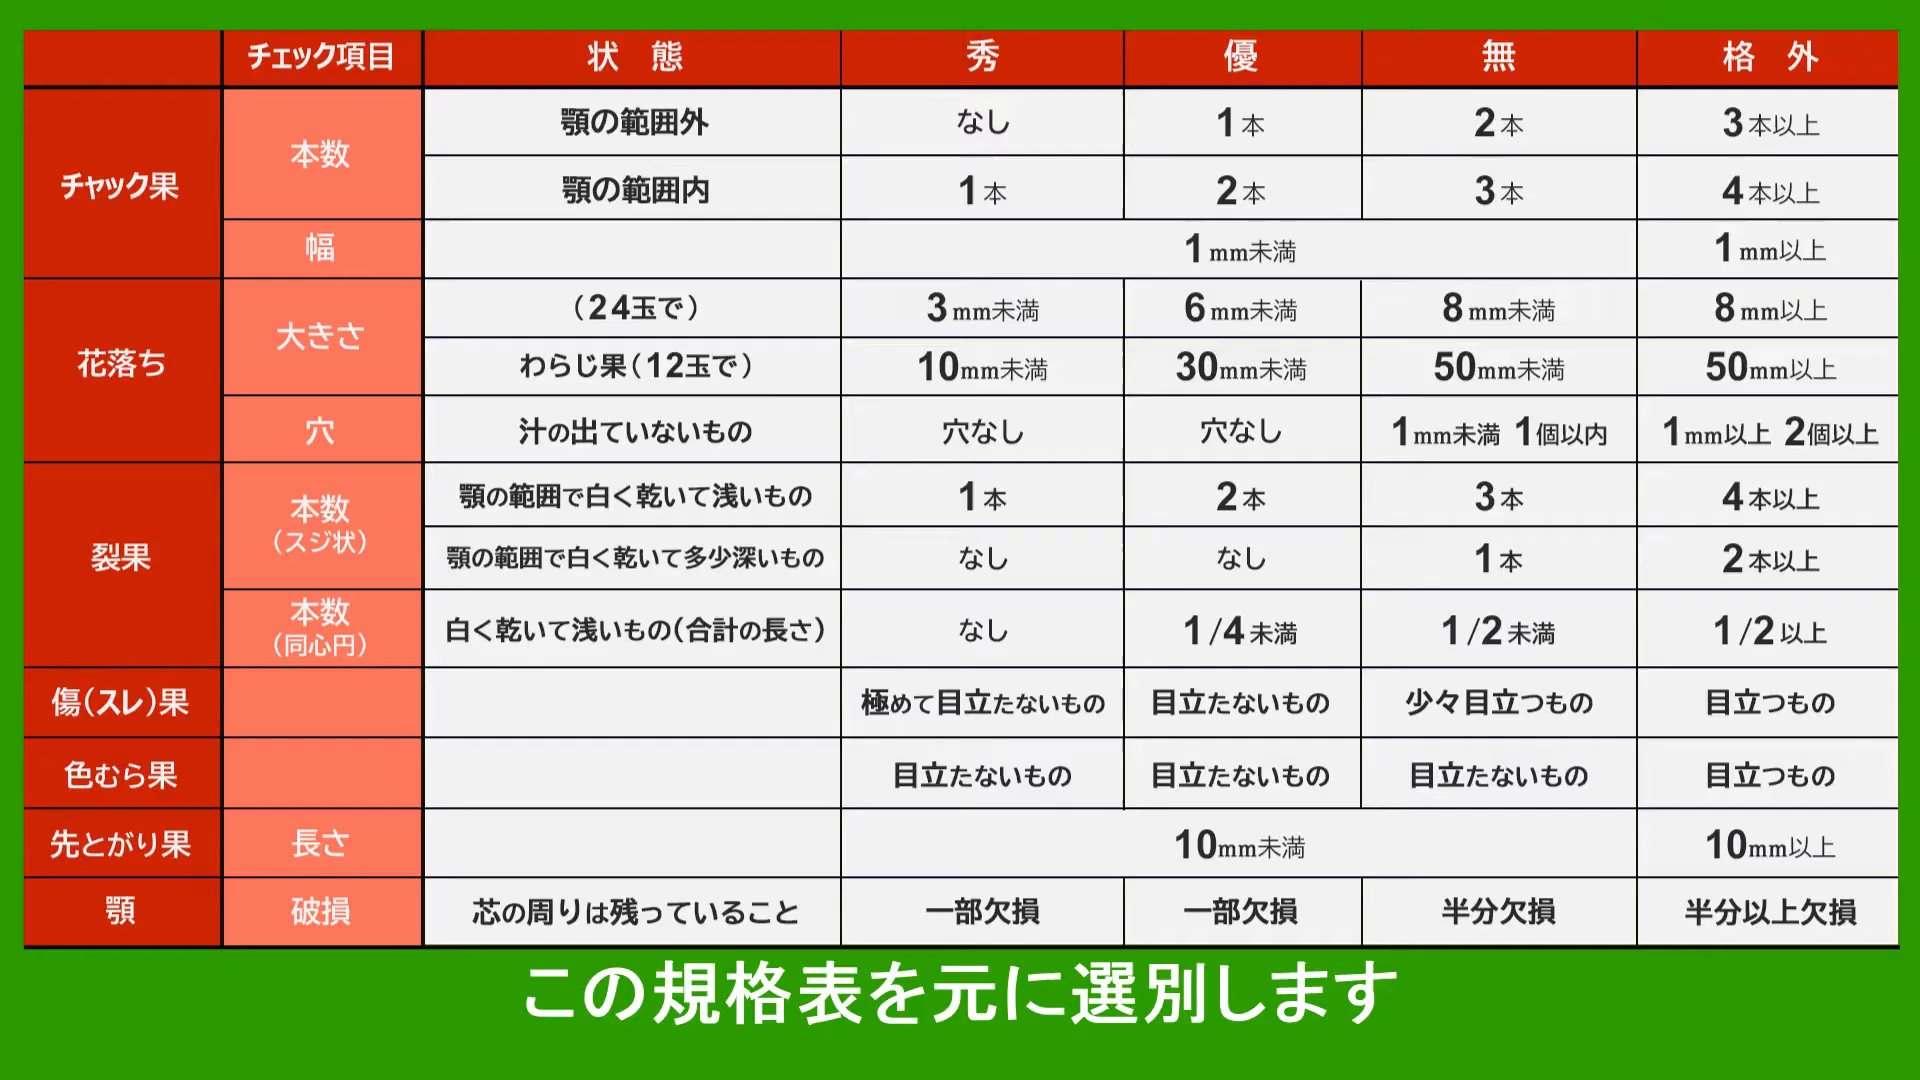 チェック項目 状　態 秀 優 無 格　外
チャック果 本数 顎の範囲外 なし 1本 2本 3本以上
顎の範囲内 1本 2本 3本 4本以上
幅 1mm未満 1mm以上
花落ち 大きさ （24玉で） 3mm未満 6mm未満 8mm未満 8mm以上
わらじ果（12玉で） 10mm未満 30mm未満 50mm未満 50mm以上
穴 汁の出ていないもの 穴なし 穴なし 1mm未満 1個以内 1mm以上 2個以上
裂果 本数（スジ状） 顎の範囲で白く乾いて浅いもの 1本 2本 3本 4本以上
顎の範囲で白く乾いて多少深いもの なし なし 1本 2本以上
本数（同心円） 白く乾いて浅いもの（合計の長さ） なし 1/4未満 1/2未満 1/2以上
傷（スレ）果 極めて目立たないもの 目立たないもの 少々目立つもの 目立つもの
色むら果 目立たないもの 目立たないもの 目立たないもの 目立つもの
先とがり果 長さ 10mm未満 10mm以上
顎 破損 芯の周りは残っていること 一部欠損 一部欠損 半分欠損 半分以上欠損
この規格表を元に選別します